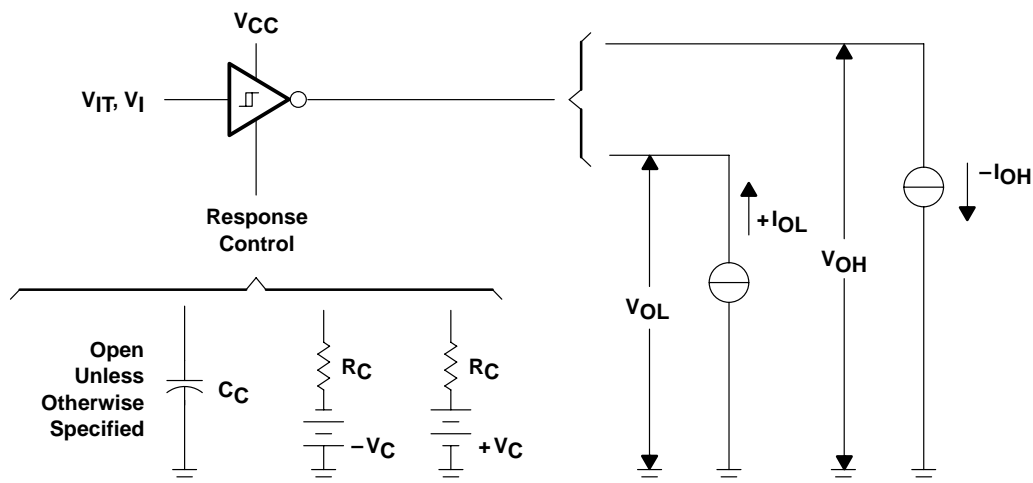 VCC
VIT, VI
Response
Control
Open
Unless
Otherwise
Specified
CC
RC
−VC
RC
+VC
VOL
+IOL
VOH
−IOH